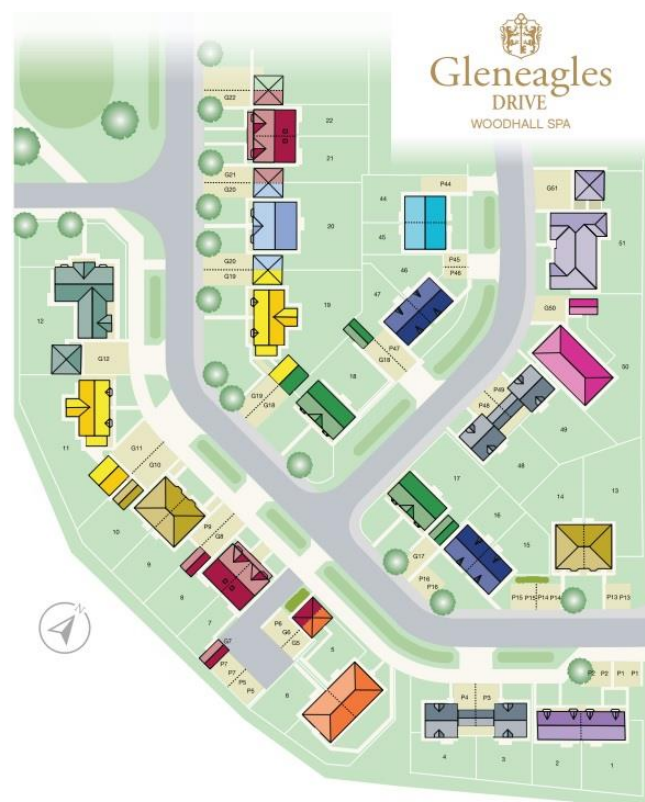 Gleneagles
DRIVE
WOODHALL SPA
G22
22
21
G21
G20
20
G20
G19
19
G19
G18
18
P44
44
45
P45
P46
46
47
P47
G18
G51
51
G50
50
P49
P48
49
48
12
G12
11
G11
G10
10
P9
G8
9
8
7
G7
P7
P7
P5
P5
P6
G6
G5
5
6
17
16
15
14
13
G17
P16
P16
P15
P15
P14
P14
P13
P13
P2
P2
P1
P1
P4
P3
4
3
2
1
N